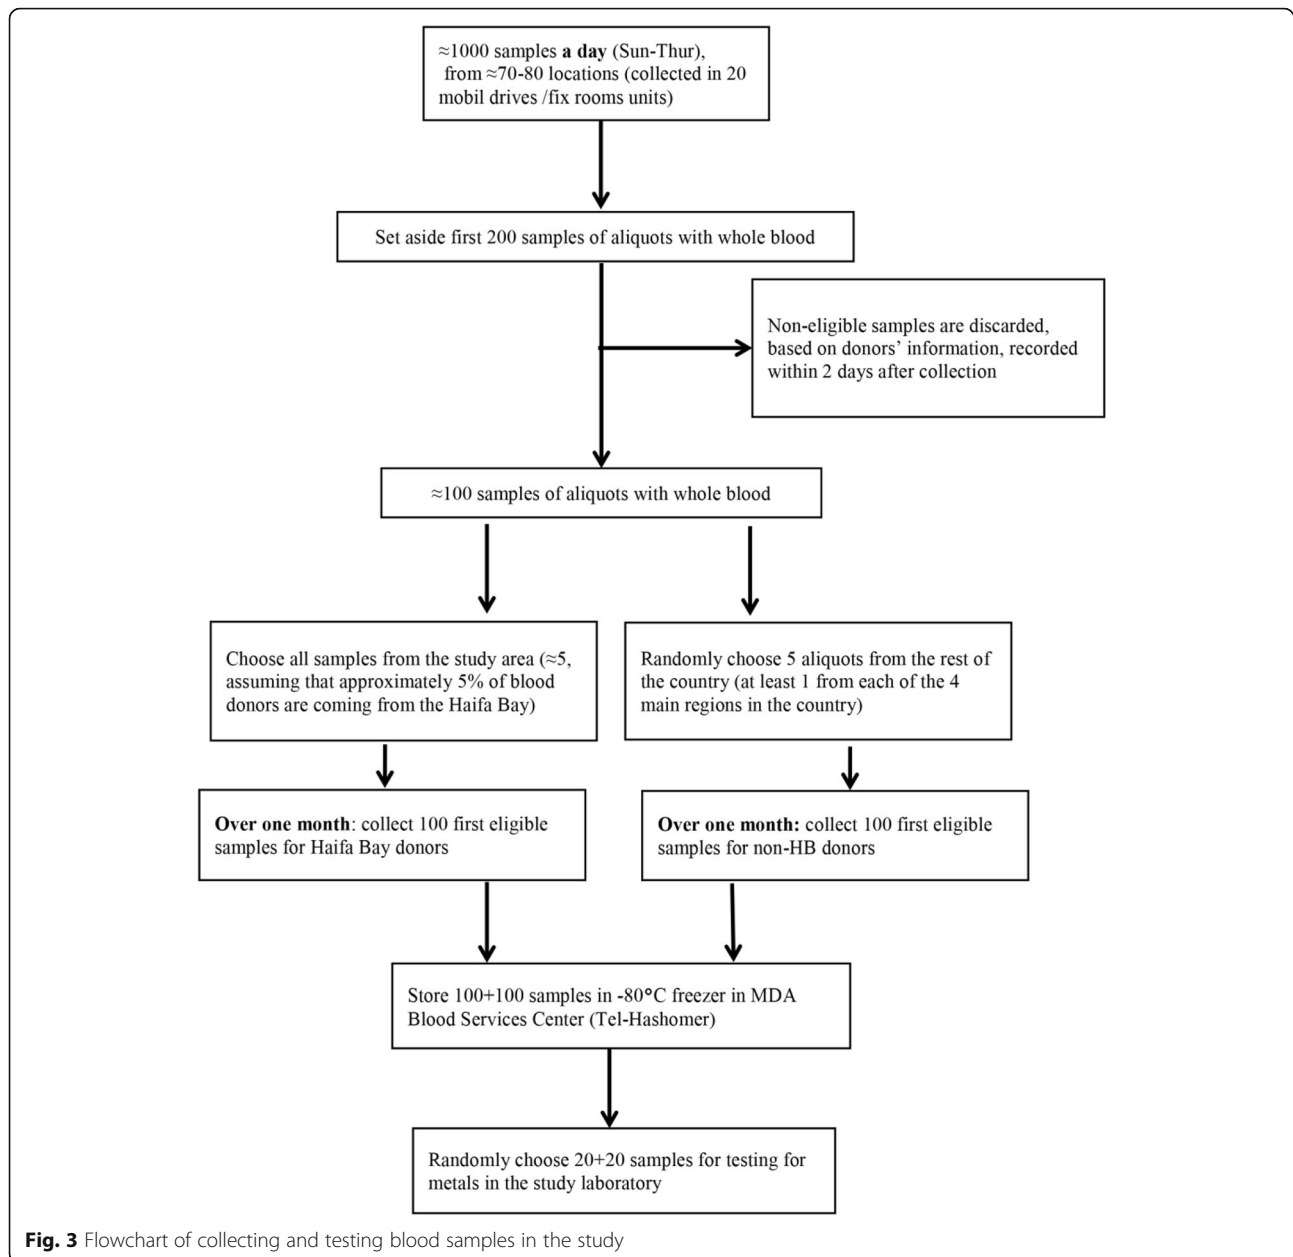 ≈1000 samples a day (Sun-Thur),
from ≈70-80 locations (collected in 20
mobil drives /fix rooms units)
Set aside first 200 samples of aliquots with whole blood
Non-eligible samples are discarded,
based on donors’ information, recorded
within 2 days after collection
≈100 samples of aliquots with whole blood
Choose all samples from the study area (≈5,
assuming that approximately 5% of blood
donors are coming from the Haifa Bay)
Randomly choose 5 aliquots from the rest of
the country (at least 1 from each of the 4
main regions in the country)
Over one month: collect 100 first eligible
samples for Haifa Bay donors
Over one month: collect 100 first eligible
samples for non-HB donors
Store 100+100 samples in -80°C freezer in MDA
Blood Services Center (Tel-Hashomer)
Randomly choose 20+20 samples for testing for
metals in the study laboratory
Fig. 3 Flowchart of collecting and testing blood samples in the study